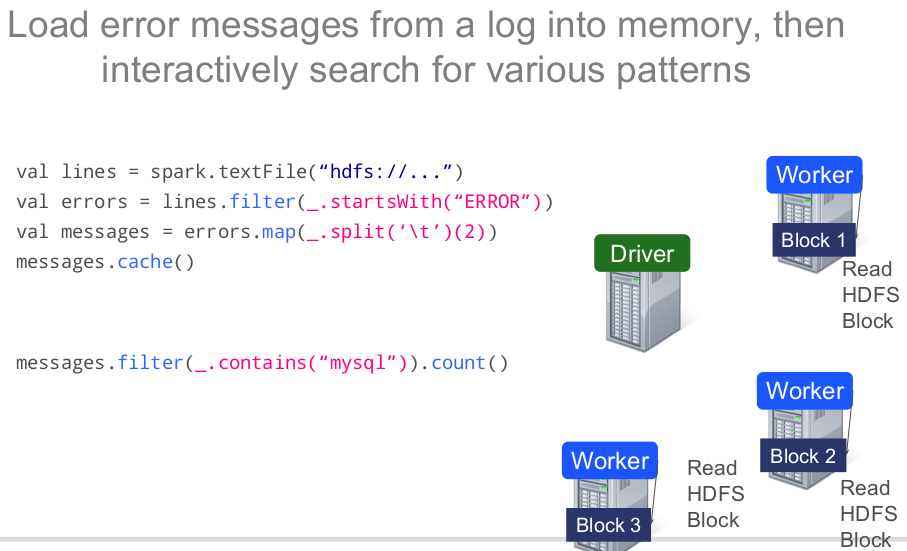 Load error messages from a log into memory, then
interactively search for various patterns
val lines = spark.textFile(“hdfs://...”)
val errors = lines.filter(_.startsWith(“ERROR”))
val messages = errors.map(_.split(‘\t’)(2))
messages.cache()
messages.filter(_.contains(“mysql”)).count()
Driver
Worker
Block 1
Read
HDFS
Block
Worker
Block 2
Read
HDFS
Block
Worker
Block 3
Read
HDFS
Block